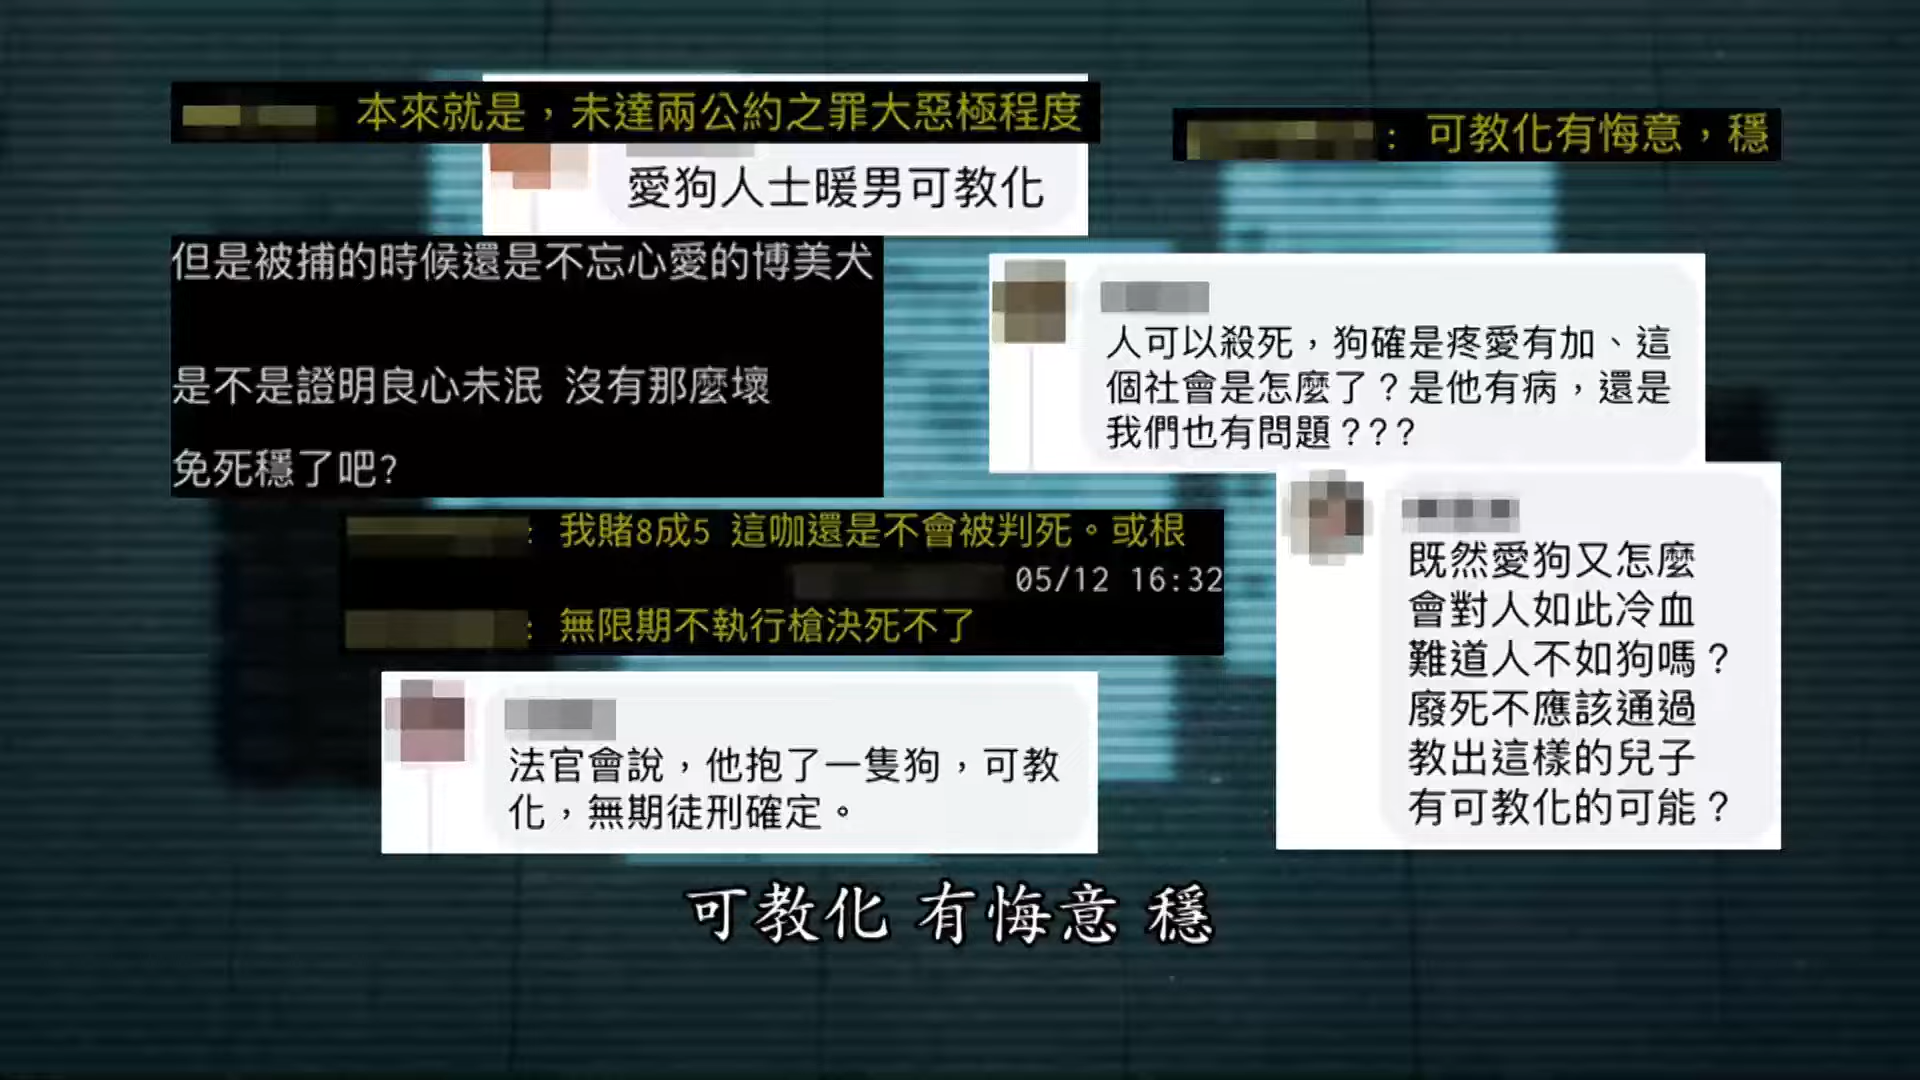 本來就是，未達兩公約之罪大惡極程度
：可教化有悔意，穩
愛狗人士暖男可教化
但是被捕的時候還是不忘心愛的博美犬
是不是證明良心未泯 沒有那麼壞
免死穩了吧?
人可以殺死，狗確是疼愛有加、這
個社會是怎麼了？是他有病，還是
我們也有問題？??
: 我賭8成5 這咖還是不會被判死。或根
05/12 16:32
: 無限期不執行槍決死不了
既然愛狗又怎麼
會對人如此冷血
難道人不如狗嗎？
廢死不應該通過
教出這樣的兒子
有可教化的可能？
法官會說，他抱了一隻狗，可教
化，無期徒刑確定。
可教化 有悔意 穩